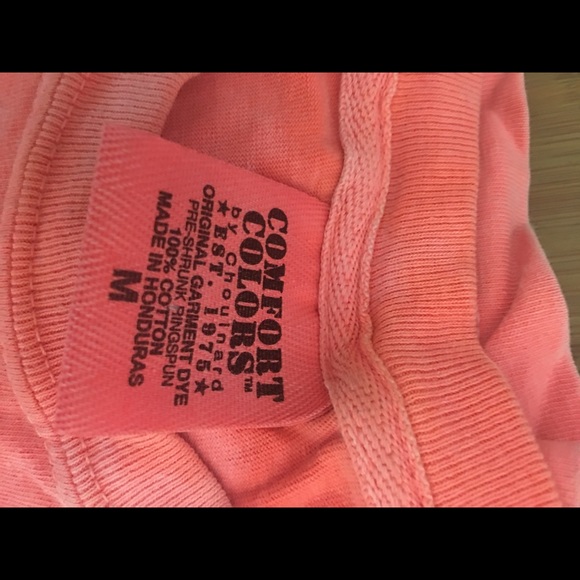 COMFORT
COLORS™
by Chouinard
★ EST. 1975 ★
ORIGINAL GARMENT DYE
PRE-SHRUNK RINGSPUN
100% COTTON
MADE IN HONDURAS
M